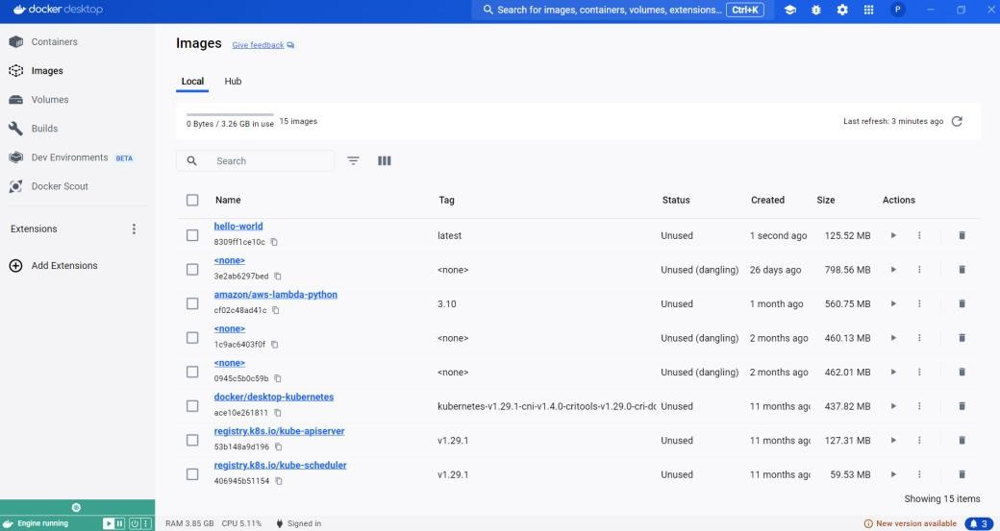 docker desktop
Search for images, containers, volumes, extensions... Ctrl+K
P
Containers
Images
Volumes
Builds
Dev Environments BETA
Docker Scout
Extensions
Add Extensions
Images Give feedback
Local Hub
0 Bytes / 3.26 GB in use 15 images
Last refresh: 3 minutes ago
Search
Name Tag Status Created Size Actions
hello-world
8309ff1ce10c
latest Unused 1 second ago 125.52 MB
<none>
3e2ab6297bed
<none> Unused (dangling) 26 days ago 798.56 MB
amazon/aws-lambda-python
cf02c48ad41c
3.10 Unused 1 month ago 560.75 MB
<none>
1c9ac6403f0f
<none> Unused (dangling) 2 months ago 460.13 MB
<none>
0945c5b0c59b
<none> Unused (dangling) 2 months ago 462.01 MB
docker/desktop-kubernetes
ace10e261811
kubernetes-v1.29.1-cni-v1.4.0-critools-v1.29.0-cri-dc Unused 11 months agc 437.82 MB
registry.k8s.io/kube-apiserver
53b148a9d196
v1.29.1 Unused 11 months agc 127.31 MB
registry.k8s.io/kube-scheduler
406945b51154
v1.29.1 Unused 11 months agc 59.53 MB
Showing 15 items
Engine running
RAM 3.85 GB CPU 5.11% Signed in
New version available 3